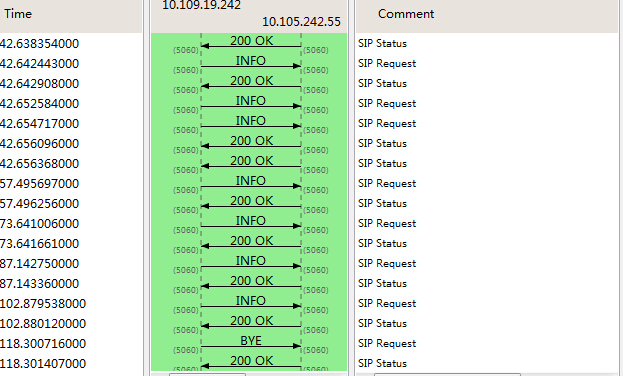 10.109.19.242
Time 10.105.242.55 Comment
42.638354000 (5060) 200 OK (5060) SIP Status
42.642443000 (5060) INFO (5060) SIP Request
42.642908000 (5060) 200 OK (5060) SIP Status
42.652584000 (5060) INFO (5060) SIP Request
42.654717000 (5060) INFO (5060) SIP Request
42.656096000 (5060) 200 OK (5060) SIP Status
42.656368000 (5060) 200 OK (5060) SIP Status
57.495697000 (5060) INFO (5060) SIP Request
57.496256000 (5060) 200 OK (5060) SIP Status
73.641006000 (5060) INFO (5060) SIP Request
73.641661000 (5060) 200 OK (5060) SIP Status
87.142750000 (5060) INFO (5060) SIP Request
87.143360000 (5060) 200 OK (5060) SIP Status
102.879538000 (5060) INFO (5060) SIP Request
102.880120000 (5060) 200 OK (5060) SIP Status
118.300716000 (5060) BYE (5060) SIP Request
118.301407000 (5060) 200 OK (5060) SIP Status